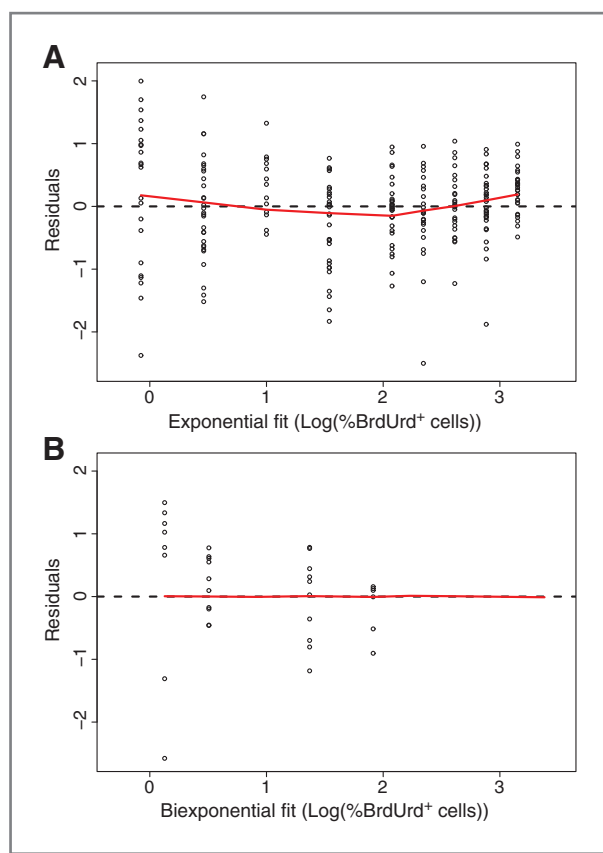 A
2
1
0
−1
−2
Residuals
0 1 2 3
Exponential fit (Log(%BrdUrd⁺ cells))
B
2
1
0
−1
−2
Residuals
0 1 2 3
Biexponential fit (Log(%BrdUrd⁺ cells))